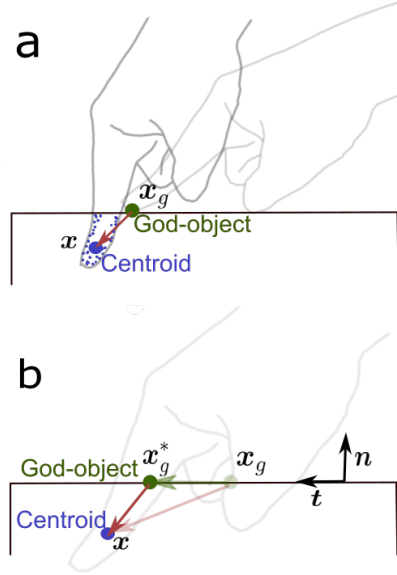 a
x_g
God-object
x
Centroid
b
God-object x_g^* x_g n
t
Centroid
x